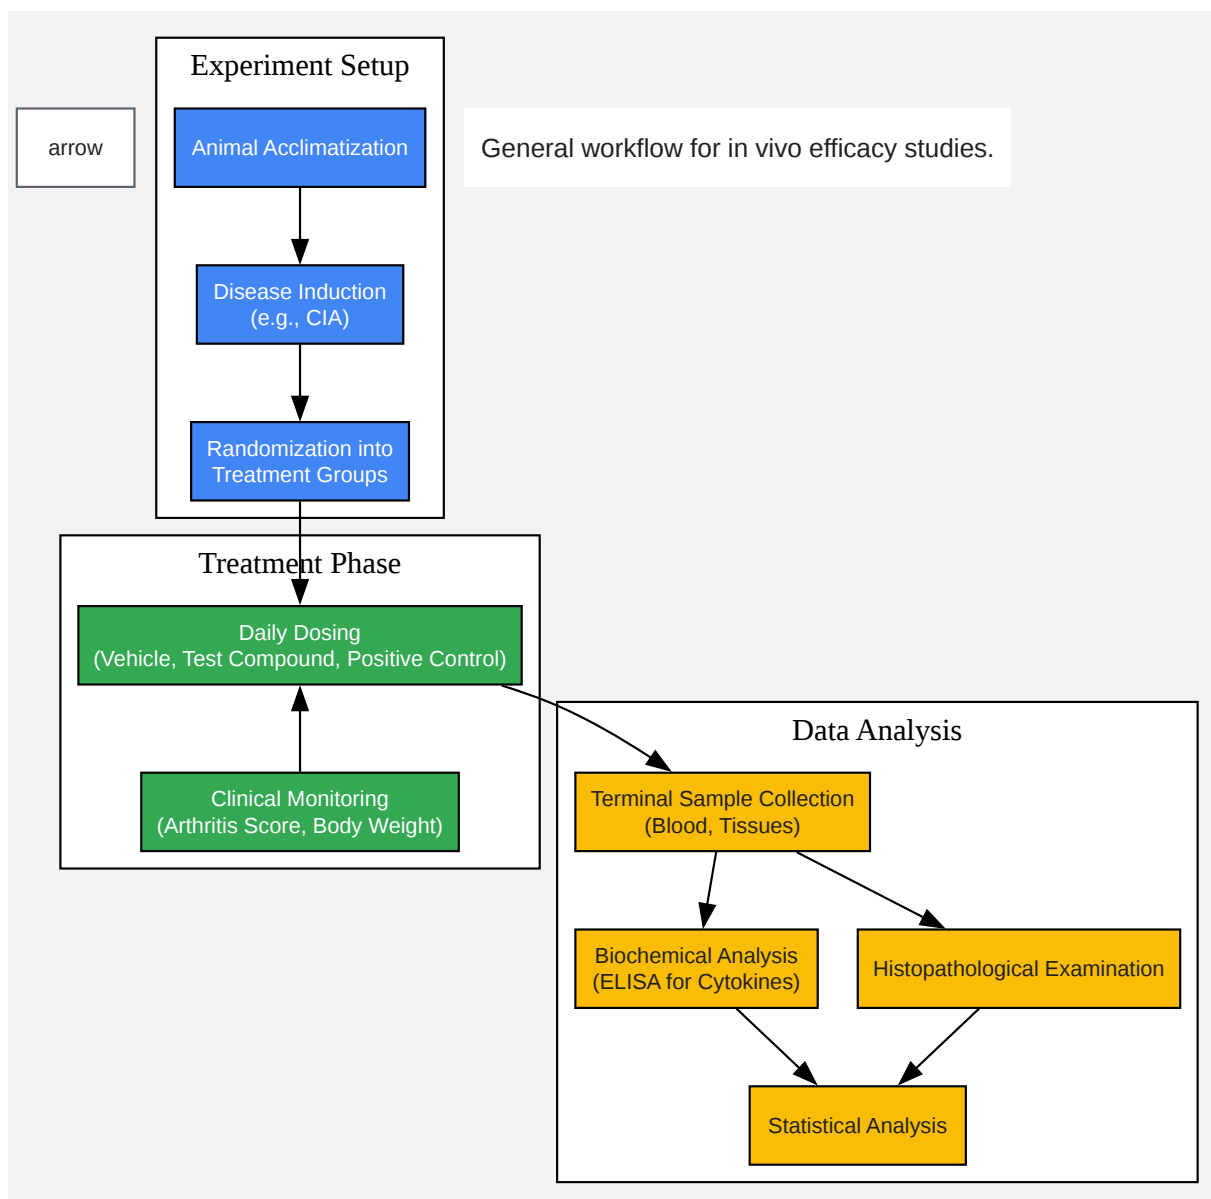 Experiment Setup
arrow
Animal Acclimatization
General workflow for in vivo efficacy studies.
Disease Induction
(e.g., CIA)
Randomization into
Treatment Groups
Treatment Phase
Daily Dosing
(Vehicle, Test Compound, Positive Control)
Clinical Monitoring
(Arthritis Score, Body Weight)
Data Analysis
Terminal Sample Collection
(Blood, Tissues)
Biochemical Analysis
(ELISA for Cytokines)
Histopathological Examination
Statistical Analysis